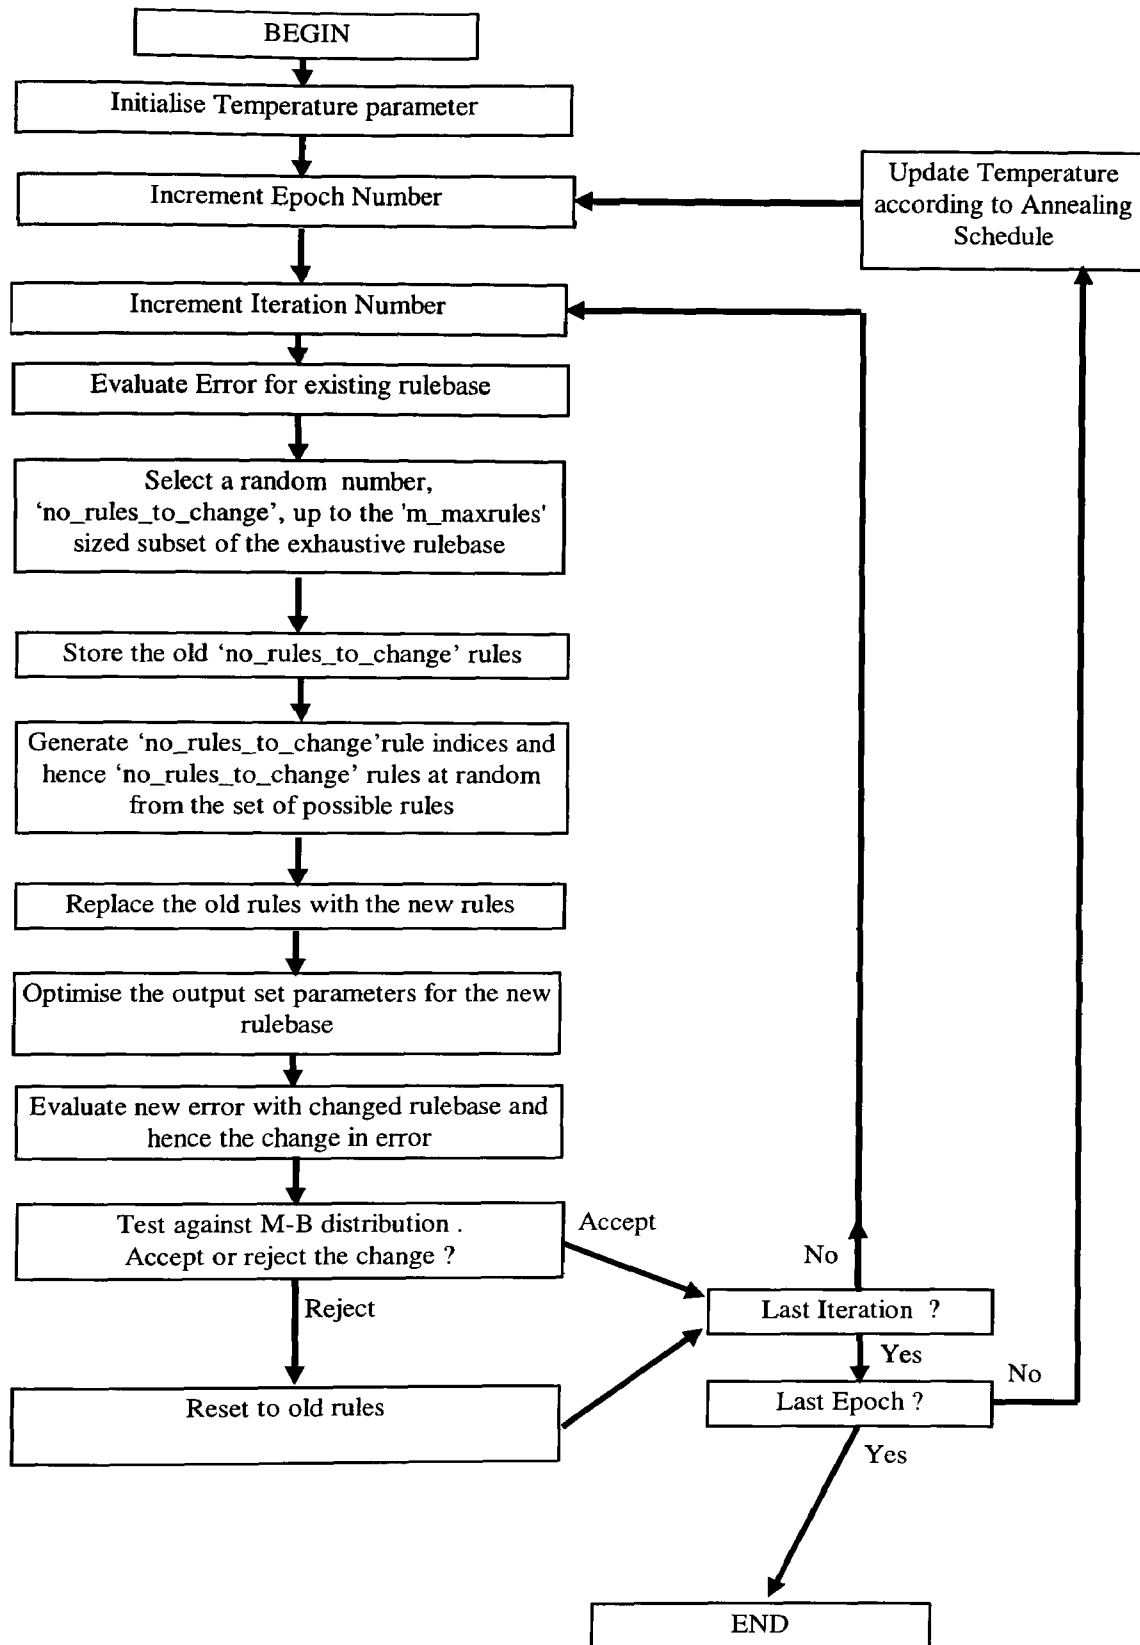 BEGIN
Initialise Temperature parameter
Increment Epoch Number
Update Temperature
according to Annealing
Schedule
Increment Iteration Number
Evaluate Error for existing rulebase
Select a random number,
‘no_rules_to_change’, up to the 'm_maxrules'
sized subset of the exhaustive rulebase
Store the old ‘no_rules_to_change’ rules
Generate ‘no_rules_to_change’rule indices and
hence ‘no_rules_to_change’ rules at random
from the set of possible rules
Replace the old rules with the new rules
Optimise the output set parameters for the new
rulebase
Evaluate new error with changed rulebase and
hence the change in error
Test against M-B distribution .
Accept or reject the change ?
Accept
Reject
No
Last Iteration ?
Yes
Reset to old rules
Last Epoch ?
No
Yes
END